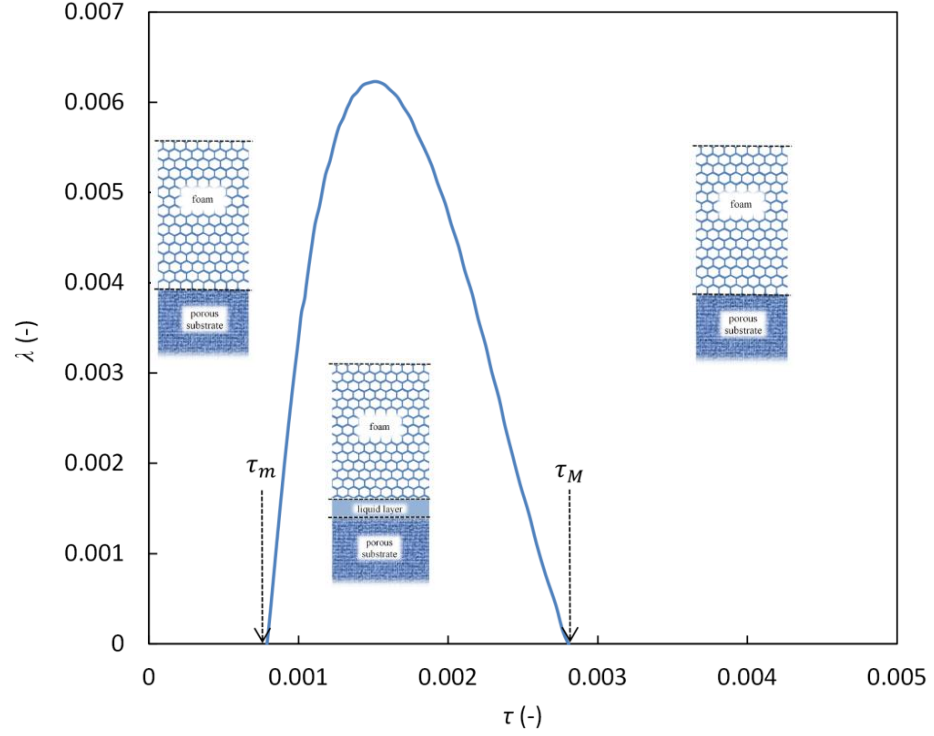 0.007
0.006
0.005
0.004
0.003
0.002
0.001
0
λ (-)
foam
porous
substrate
foam
porous
substrate
foam
liquid layer
porous
substrate
τm
τM
0
0.001
0.002
0.003
0.004
0.005
τ (-)